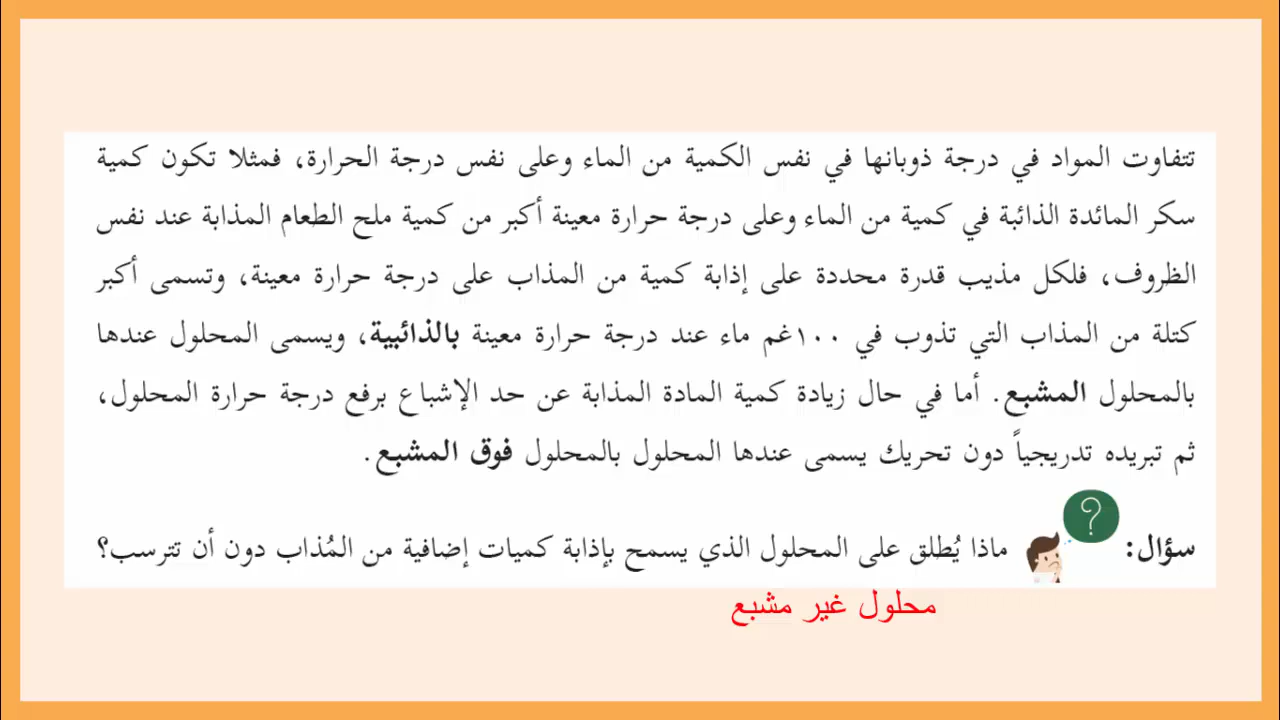 تتفاوت المواد في درجة ذوبانها في نفس الكمية من الماء وعلى نفس درجة الحرارة، فمثلا تكون كمية
سكر المائدة الذائبة في كمية من الماء وعلى درجة حرارة معينة أكبر من كمية ملح الطعام المذابة عند نفس
الظروف، فلكل مذيب قدرة محددة على إذابة كمية من المذاب على درجة حرارة معينة، وتسمى أكبر
كتلة من المذاب التي تذوب في ١٠٠غم ماء عند درجة حرارة معينة بالذائبية، ويسمى المحلول عندها
بالمحلول المشبع. أما في حال زيادة كمية المادة المذابة عن حد الإشباع برفع درجة حرارة المحلول،
ثم تبريده تدريجياً دون تحريك يسمى عندها المحلول بالمحلول فوق المشبع.
?
سؤال: ماذا يُطلق على المحلول الذي يسمح بإذابة كميات إضافية من المُذاب دون أن تترسب؟
محلول غير مشبع